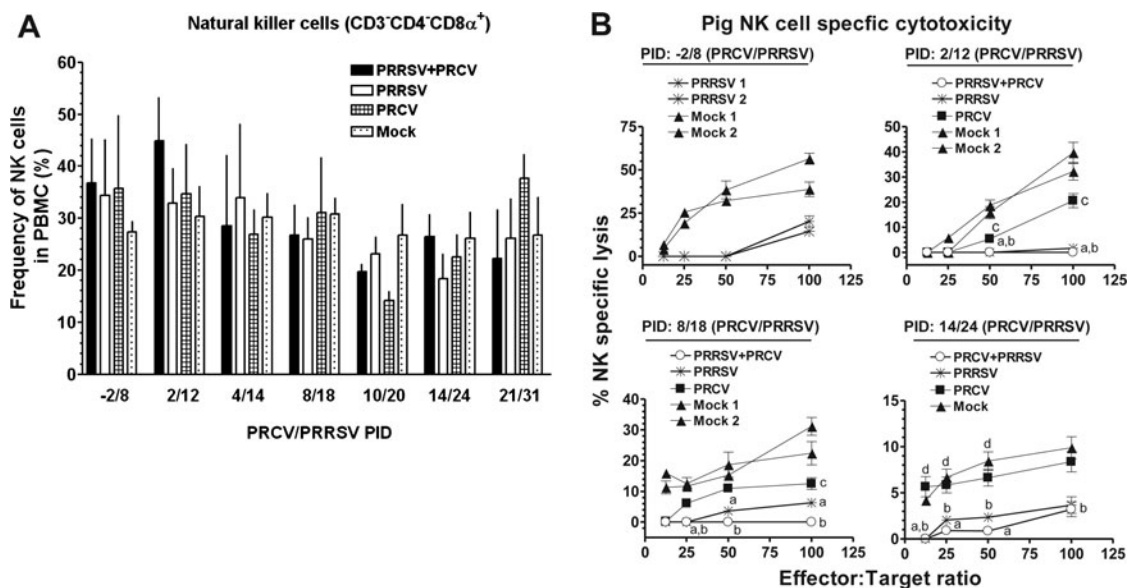 A
Natural killer cells (CD3-CD4-CD8α+)
Frequency of NK cells
in PBMC (%)
60
50
40
30
20
10
0
PRRSV+PRCV
PRRSV
PRCV
Mock
-2/8
2/12
4/14
8/18
10/20
14/24
21/31
PRCV/PRRSV PID
B
Pig NK cell specfic cytotoxicity
% NK specific lysis
PID: -2/8 (PRCV/PRRSV)
PRRSV 1
PRRSV 2
Mock 1
Mock 2
75
50
25
0
0 25 50 75 100 125
PID: 2/12 (PRCV/PRRSV)
PRRSV+PRCV
PRRSV
PRCV
Mock 1
Mock 2
50
40
30
20
10
0
c
c
a,b
a,b
0 25 50 75 100 125
PID: 8/18 (PRCV/PRRSV)
PRRSV+PRCV
PRRSV
PRCV
Mock 1
Mock 2
40
30
20
10
0
c
a
a
a,b
b
b
0 25 50 75 100 125
PID: 14/24 (PRCV/PRRSV)
PRCV+PRRSV
PRRSV
PRCV
Mock
15
10
5
0
d
d
d
b
b
b
a,b
a
a
0 25 50 75 100 125
Effector:Target ratio